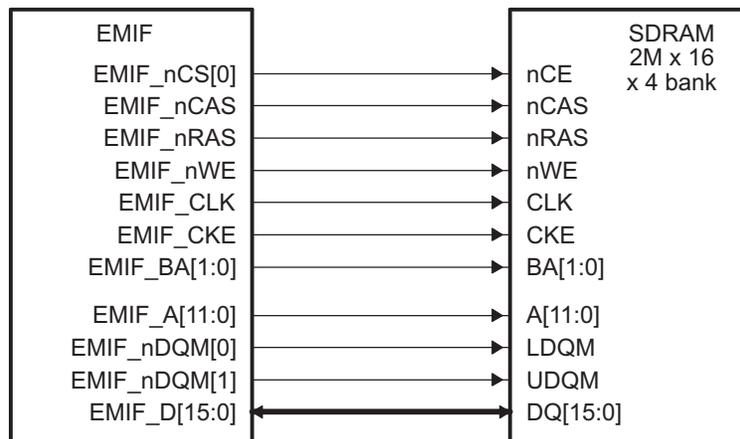 EMIF
EMIF_nCS[0]
EMIF_nCAS
EMIF_nRAS
EMIF_nWE
EMIF_CLK
EMIF_CKE
EMIF_BA[1:0]
EMIF_A[11:0]
EMIF_nDQM[0]
EMIF_nDQM[1]
EMIF_D[15:0]
SDRAM
2M x 16
x 4 bank
nCE
nCAS
nRAS
nWE
CLK
CKE
BA[1:0]
A[11:0]
LDQM
UDQM
DQ[15:0]